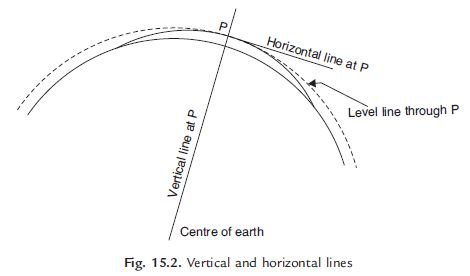 P
Horizontal line at P
Level line through P
Vertical line at P
Centre of earth
Fig. 15.2. Vertical and horizontal lines